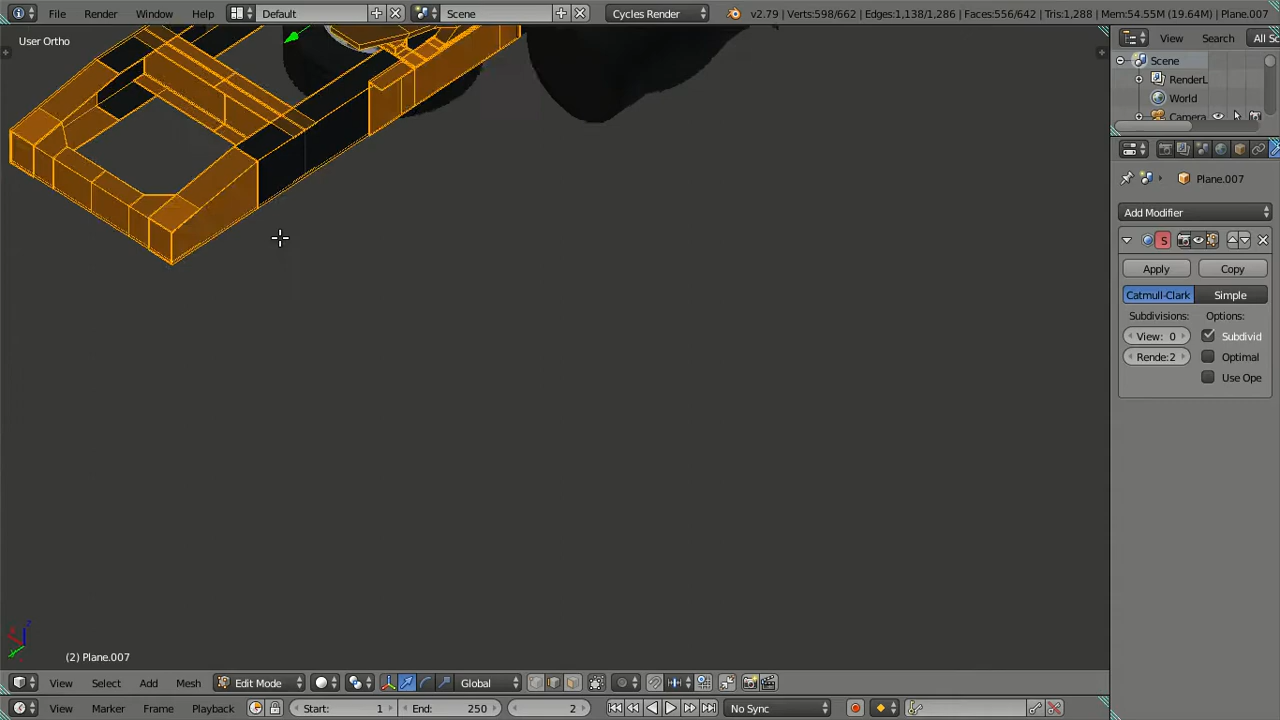 File Render Window Help Default Scene Cycles Render v2.79 | Verts:598/662 | Edges:1,138/1,286 | Faces:556/642 | Tris:1,288 | Mem:54.55M (19.64M) | Plane.007
User Ortho
View Search All Sc
Scene
RenderL
World
Camera
Plane.007
Add Modifier
S
Apply Copy
Catmull-Clark Simple
Subdivisions: Options:
View: 0 Subdivid
Rende:2 Optimal
Use Ope
(2) Plane.007
View Select Add Mesh Edit Mode Global
View Marker Frame Playback Start: 1 End: 250 2 No Sync